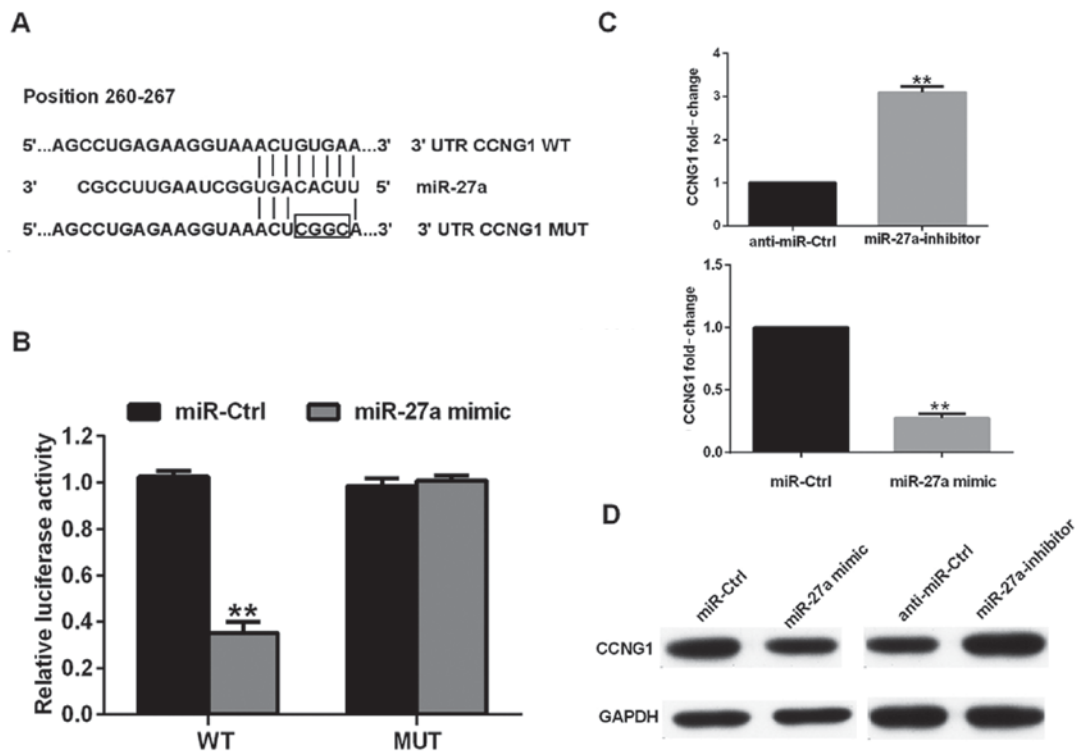 A
Position 260-267
5'...AGCCUGAGAAGGUAAACUGUGAA...3' 3' UTR CCNG1 WT
3' CGCCUUGAAUCGGUGACACUU 5' miR-27a
5'...AGCCUGAGAAGGUAAACUCGGCA...3' 3' UTR CCNG1 MUT
B
miR-Ctrl miR-27a mimic
Relative luciferase activity
1.2
1.0
0.8
0.6
0.4
0.2
0.0
**
WT MUT
C
CCNG1 fold-change
4
3
2
1
0
**
anti-miR-Ctrl miR-27a-inhibitor
CCNG1 fold-change
1.5
1.0
0.5
0.0
**
miR-Ctrl miR-27a mimic
D
miR-Ctrl miR-27a mimic anti-miR-Ctrl miR-27a-inhibitor
CCNG1
GAPDH